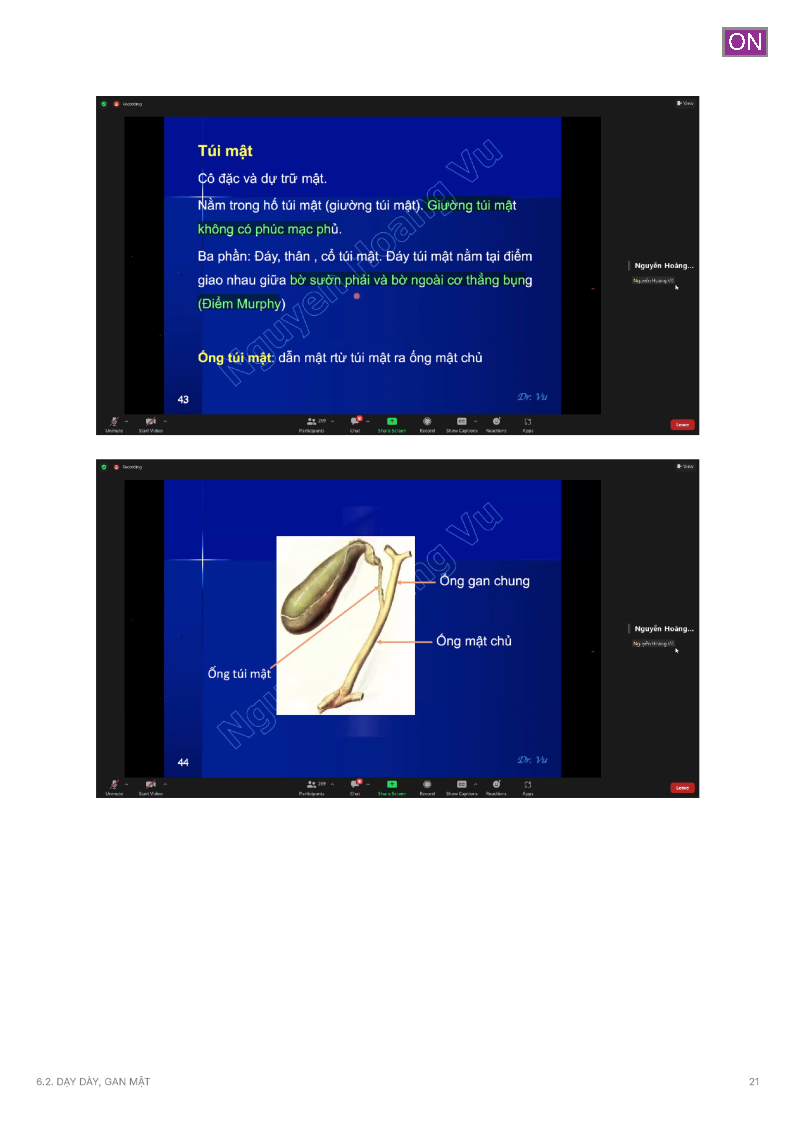 ON
Recording
View
Túi mật
Cô đặc và dự trữ mật.
Nằm trong hố túi mật (giường túi mật). Giường túi mật
không có phúc mạc phủ.
Ba phần: Đáy, thân , cổ túi mật. Đáy túi mật nằm tại điểm
giao nhau giữa bờ sườn phải và bờ ngoài cơ thẳng bụng
(Điểm Murphy)
Ống túi mật: dẫn mật rtừ túi mật ra ống mật chủ
Nguyen Hoang Vu
Nguyễn Hoàng...
Nguyễn Hoàng Vũ
43
Dr. Vu
Unmute
Start Video
Participants
Chat
Share Screen
Record
Show Captions
Reactions
Apps
Leave
Recording
View
Ống gan chung
Ống mật chủ
Ống túi mật
Nguyễn Hoàng...
Nguyễn Hoàng Vũ
44
Dr. Vu
Unmute
Start Video
Participants
Chat
Share Screen
Record
Show Captions
Reactions
Apps
Leave
6.2. DẠ DÀY, GAN MẬT
21